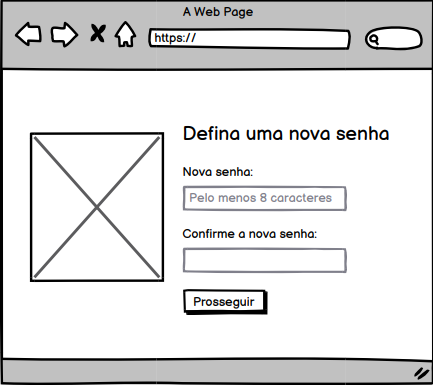 A Web Page
https://
Defina uma nova senha
Nova senha:
Pelo menos 8 caracteres
Confirme a nova senha:
Prosseguir